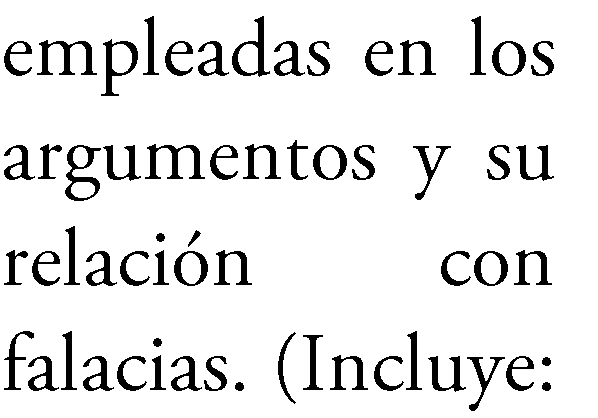 empleadas en los
argumentos y su
relación con
falacias. (Incluye: